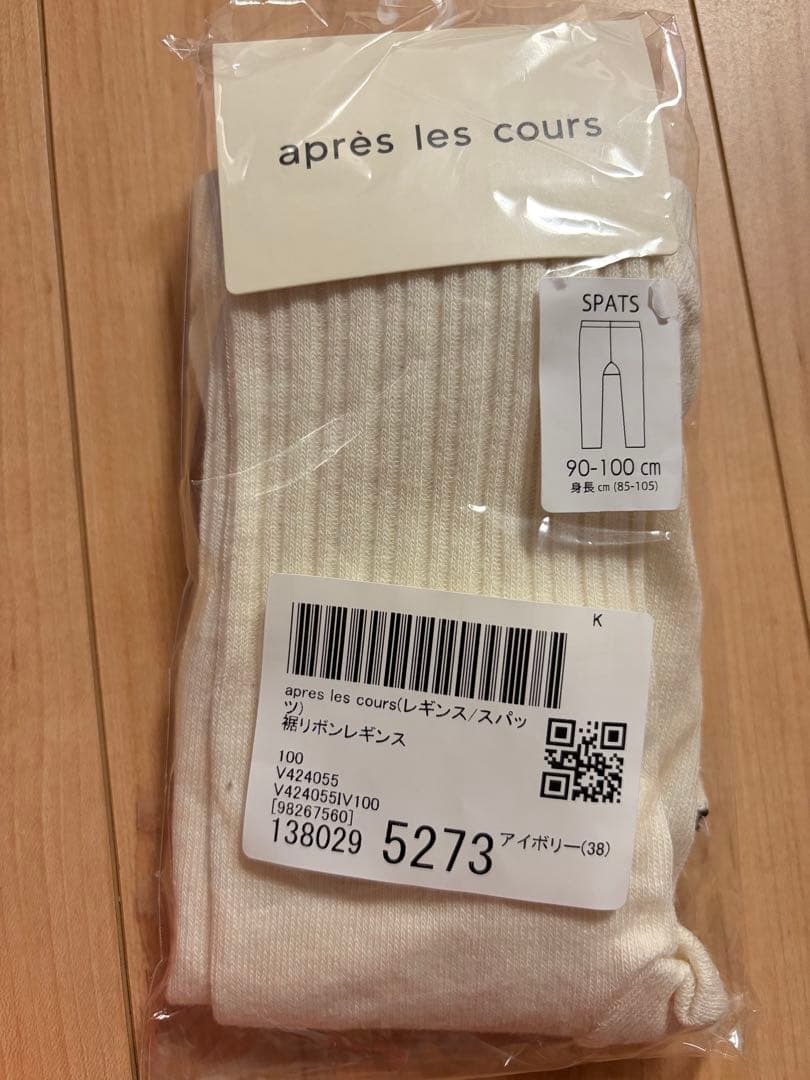 après les cours
SPATS
90-100 cm
身長 cm (85-105)
K
apres les cours(レギンス/スパッ
ツ)
裾リボンレギンス
100
V424055
V424055IV100
[98267560]
138029 5273 アイボリー(38)